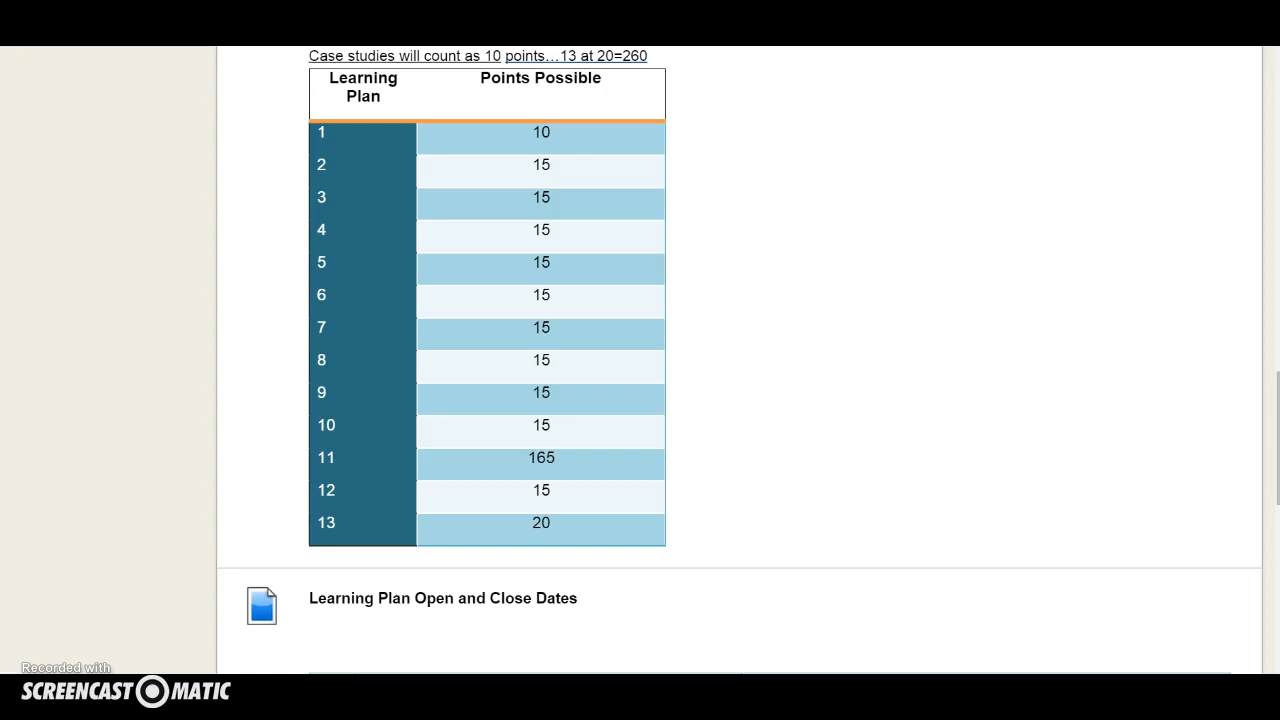 Case studies will count as 10 points…13 at 20=260
Learning Plan Points Possible
1 10
2 15
3 15
4 15
5 15
6 15
7 15
8 15
9 15
10 15
11 165
12 15
13 20
Learning Plan Open and Close Dates
Recorded with
SCREENCAST O MATIC